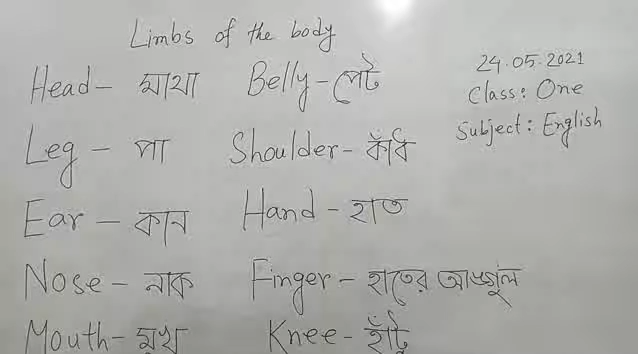 Limbs of the body
Head - মাথা
Belly - পেট
Leg - পা
Shoulder - কাঁধ
Ear - কান
Hand - হাত
Nose - নাক
Finger - হাতের আঙ্গুল
Mouth - মুখ
Knee - হাঁটু
24.05.2021
Class: One
Subject: English